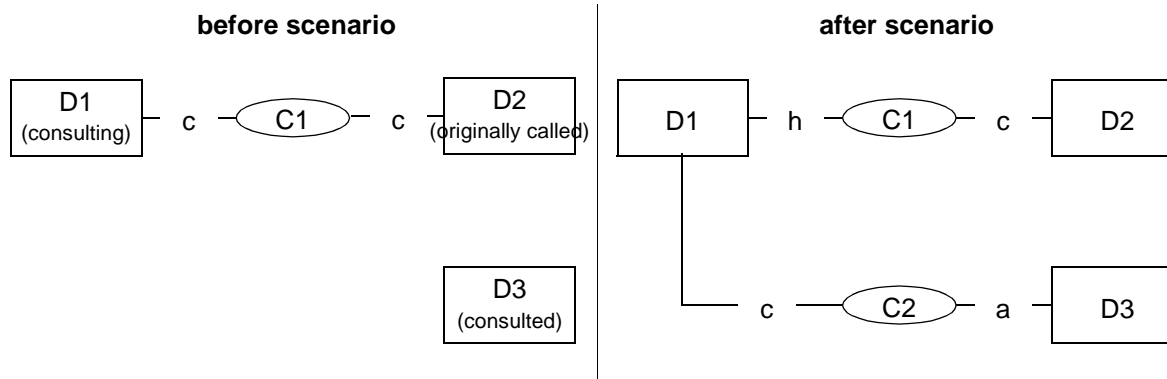 before scenario
D1
(consulting)
c
C1
c
D2
(originally called)
D3
(consulted)
after scenario
D1
h
C1
c
D2
c
C2
a
D3